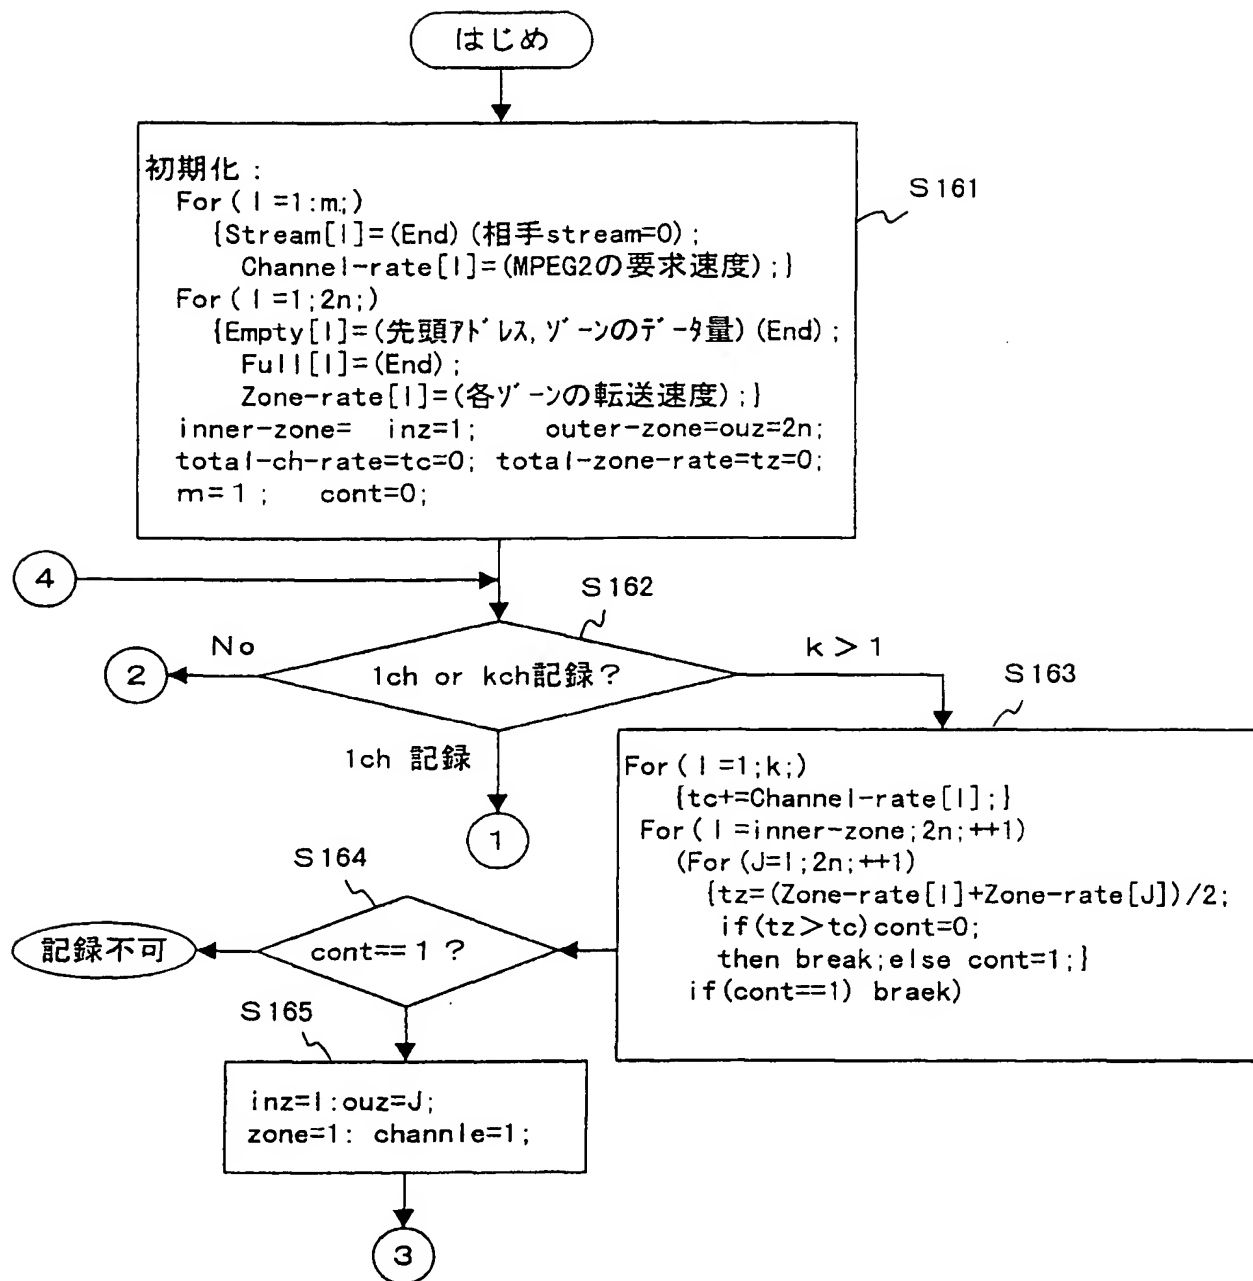 はじめ
初期化：
For(I=1:m;)
{Stream[I]=(End)(相手stream=0);
Channel-rate[I]=(MPEG2の要求速度);}
For(I=1;2n;)
{Empty[I]=(先頭ｱﾄﾞﾚｽ,ｿﾞｰﾝのﾃﾞｰﾀ量)(End);
Full[I]=(End);
Zone-rate[I]=(各ｿﾞｰﾝの転送速度);}
inner-zone= inz=1; outer-zone=ouz=2n;
total-ch-rate=tc=0; total-zone-rate=tz=0;
m=1; cont=0;
S161
4
S162
No
2
1ch or kch記録？
k＞1
S163
1ch 記録
1
For(I=1;k;)
{tc+=Channel-rate[I];}
For(I=inner-zone;2n;++1)
(For(J=I;2n;++1)
{tz=(Zone-rate[I]+Zone-rate[J])/2;
if(tz>tc)cont=0;
then break;else cont=1;}
if(cont==1) braek)
S164
記録不可
cont==1？
S165
inz=I:ouz=J;
zone=1: channle=1;
3